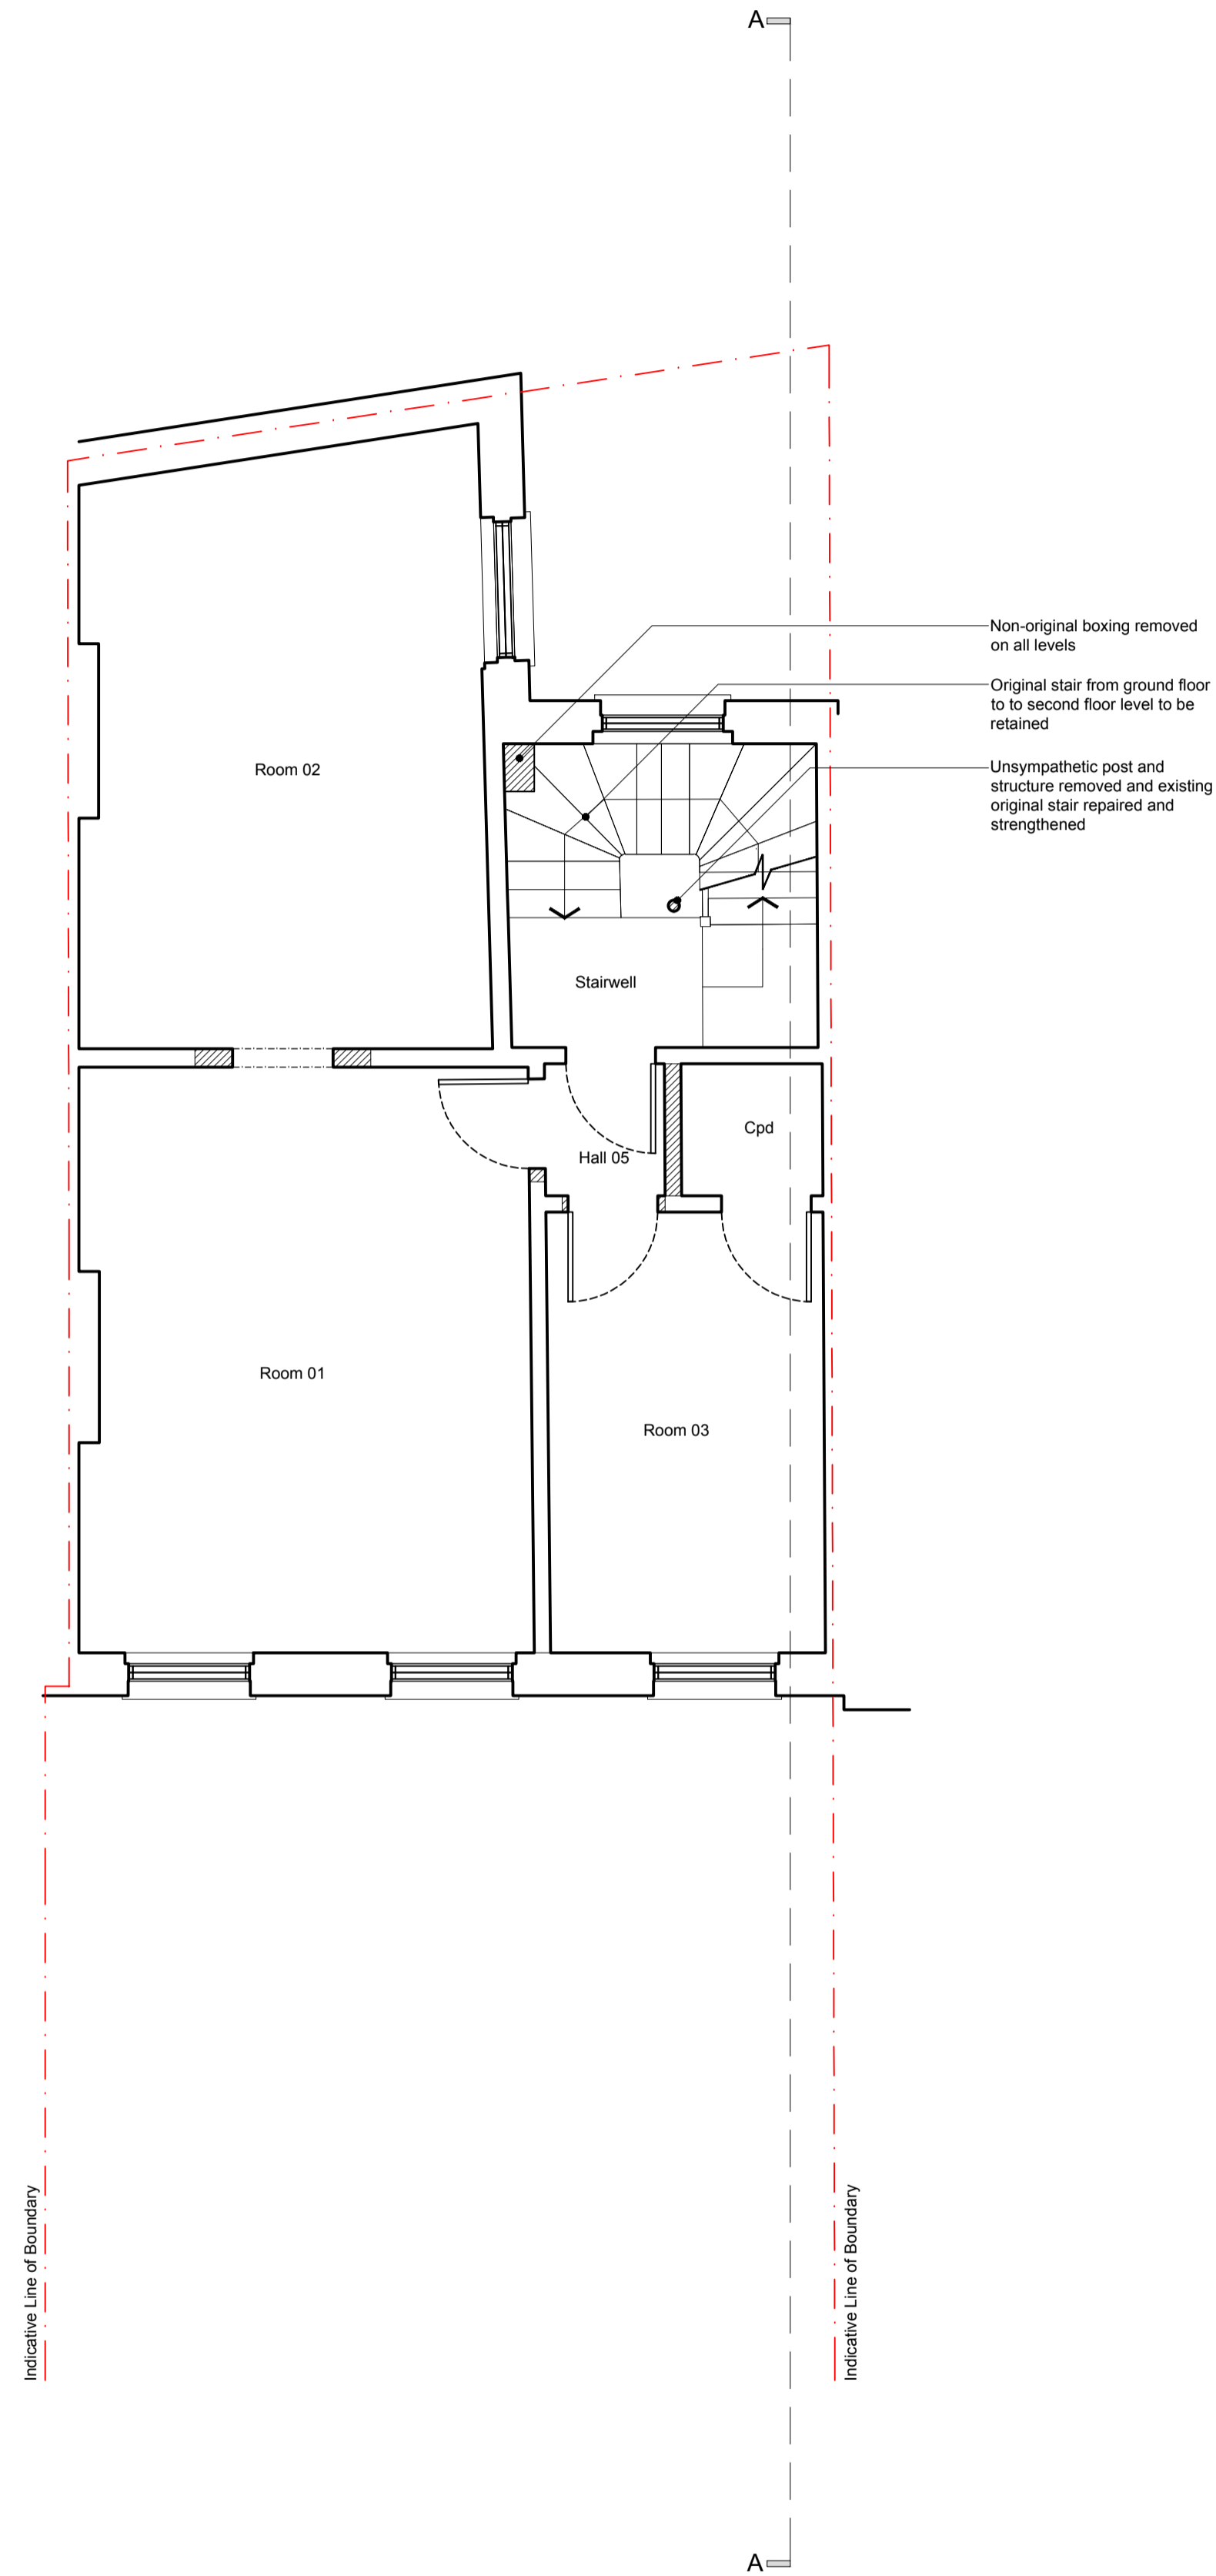 A
Non-original boxing removed
on all levels
Original stair from ground floor
to to second floor level to be
retained
Unsympathetic post and
structure removed and existing
original stair repaired and
strengthened
Room 02
Stairwell
Cpd
Hall 05
Room 01
Room 03
Indicative Line of Boundary
Indicative Line of Boundary
A